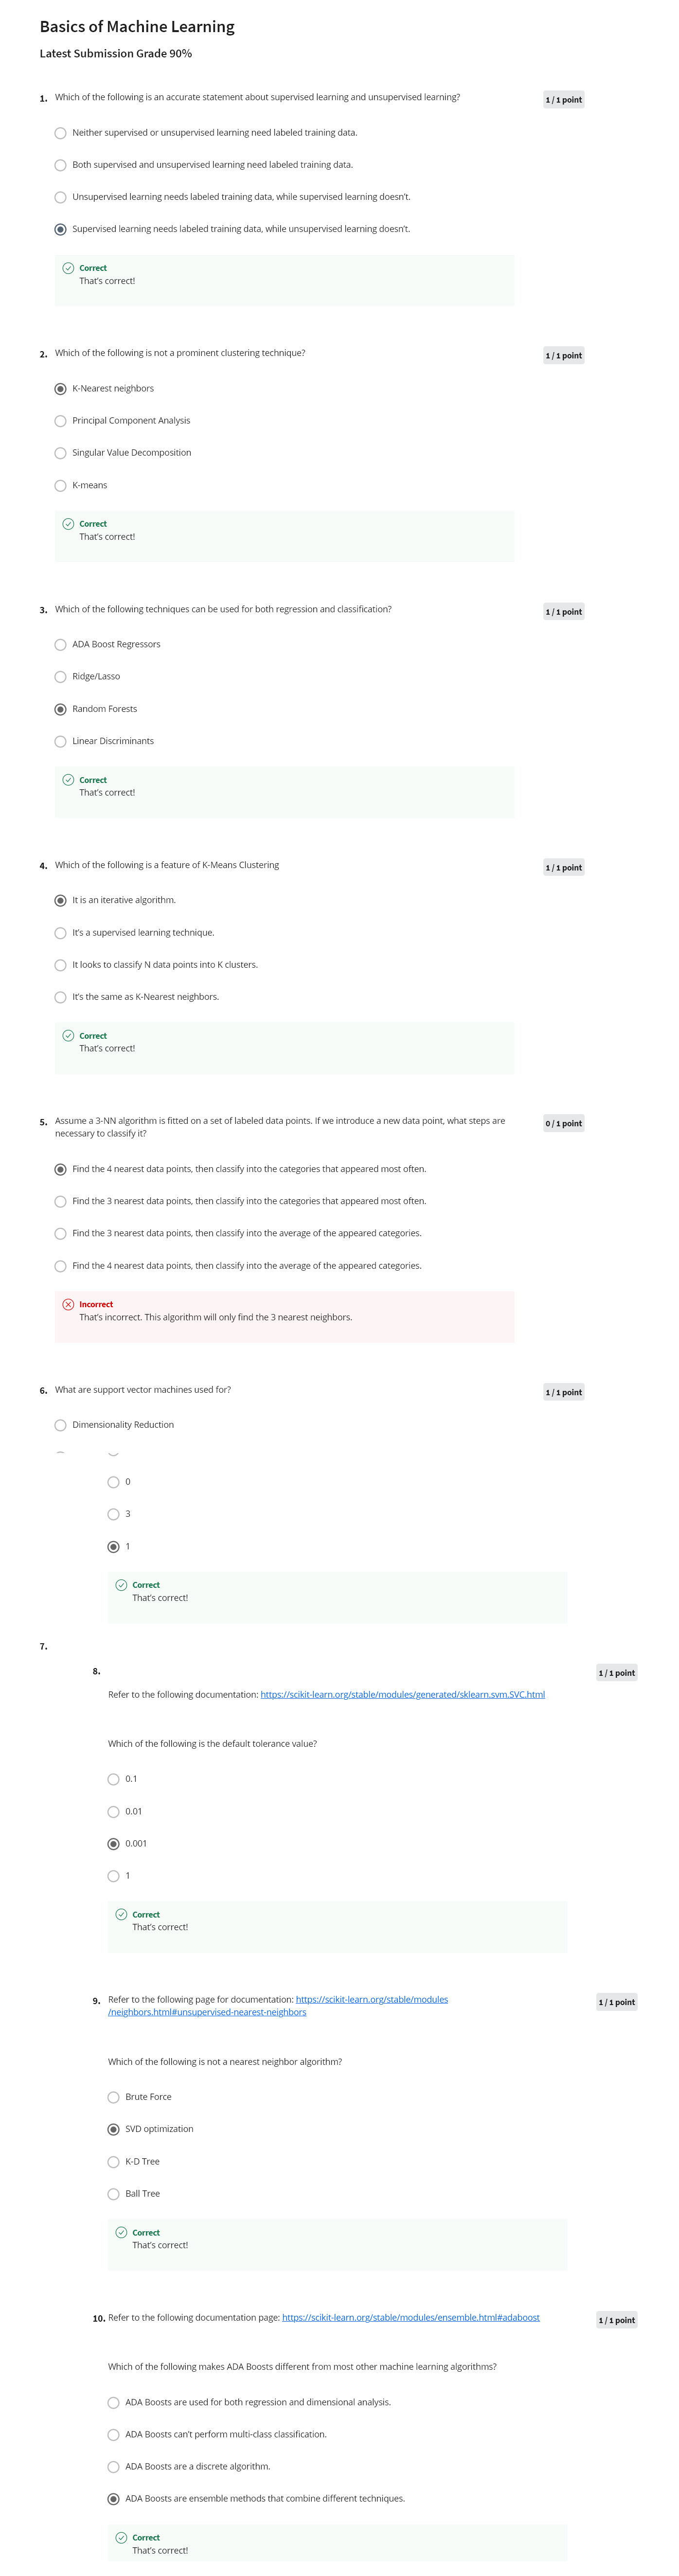 Basics of Machine Learning
Latest Submission Grade 90%
1. Which of the following is an accurate statement about supervised learning and unsupervised learning? 1 / 1 point
Neither supervised or unsupervised learning need labeled training data.
Both supervised and unsupervised learning need labeled training data.
Unsupervised learning needs labeled training data, while supervised learning doesn't.
Supervised learning needs labeled training data, while unsupervised learning doesn't.
Correct
That's correct!
2. Which of the following is not a prominent clustering technique? 1 / 1 point
K-Nearest neighbors
Principal Component Analysis
Singular Value Decomposition
K-means
Correct
That's correct!
3. Which of the following techniques can be used for both regression and classification? 1 / 1 point
ADA Boost Regressors
Ridge/Lasso
Random Forests
Linear Discriminants
Correct
That's correct!
4. Which of the following is a feature of K-Means Clustering 1 / 1 point
It is an iterative algorithm.
It's a supervised learning technique.
It looks to classify N data points into K clusters.
It's the same as K-Nearest neighbors.
Correct
That's correct!
5. Assume a 3-NN algorithm is fitted on a set of labeled data points. If we introduce a new data point, what steps are 0 / 1 point
necessary to classify it?
Find the 4 nearest data points, then classify into the categories that appeared most often.
Find the 3 nearest data points, then classify into the categories that appeared most often.
Find the 3 nearest data points, then classify into the average of the appeared categories.
Find the 4 nearest data points, then classify into the average of the appeared categories.
Incorrect
That's incorrect. This algorithm will only find the 3 nearest neighbors.
6. What are support vector machines used for? 1 / 1 point
Dimensionality Reduction
0
3
1
Correct
That's correct!
7.
8. 1 / 1 point
Refer to the following documentation: https://scikit-learn.org/stable/modules/generated/sklearn.svm.SVC.html
Which of the following is the default tolerance value?
0.1
0.01
0.001
1
Correct
That's correct!
9. Refer to the following page for documentation: https://scikit-learn.org/stable/modules 1 / 1 point
/neighbors.html#unsupervised-nearest-neighbors
Which of the following is not a nearest neighbor algorithm?
Brute Force
SVD optimization
K-D Tree
Ball Tree
Correct
That's correct!
10. Refer to the following documentation page: https://scikit-learn.org/stable/modules/ensemble.html#adaboost 1 / 1 point
Which of the following makes ADA Boosts different from most other machine learning algorithms?
ADA Boosts are used for both regression and dimensional analysis.
ADA Boosts can't perform multi-class classification.
ADA Boosts are a discrete algorithm.
ADA Boosts are ensemble methods that combine different techniques.
Correct
That's correct!